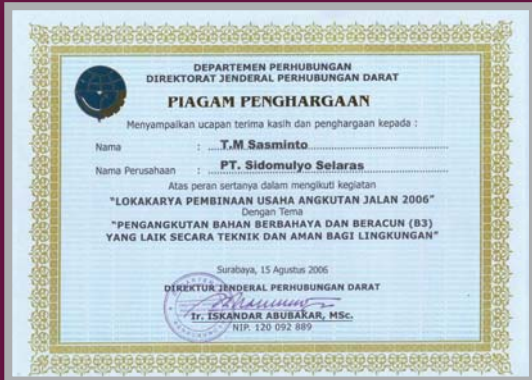 DEPARTEMEN PERHUBUNGAN
DIREKTORAT JENDERAL PERHUBUNGAN DARAT
PIAGAM PENGHARGAAN
Menyampaikan ucapan terima kasih dan penghargaan kepada :
Nama : T.M Sasminto
Nama Perusahaan : PT. Sidomulyo Selaras
Atas peran sertanya dalam mengikuti kegiatan
"LOKAKARYA PEMBINAAN USAHA ANGKUTAN JALAN 2006"
Dengan Tema
"PENGANGKUTAN BAHAN BERBAHAYA DAN BERACUN (B3)
YANG LAIK SECARA TEKNIK DAN AMAN BAGI LINGKUNGAN"
Surabaya, 15 Agustus 2006
DIREKTUR JENDERAL PERHUBUNGAN DARAT
Ir. ISKANDAR ABUBAKAR, MSc.
NIP. 120 092 889